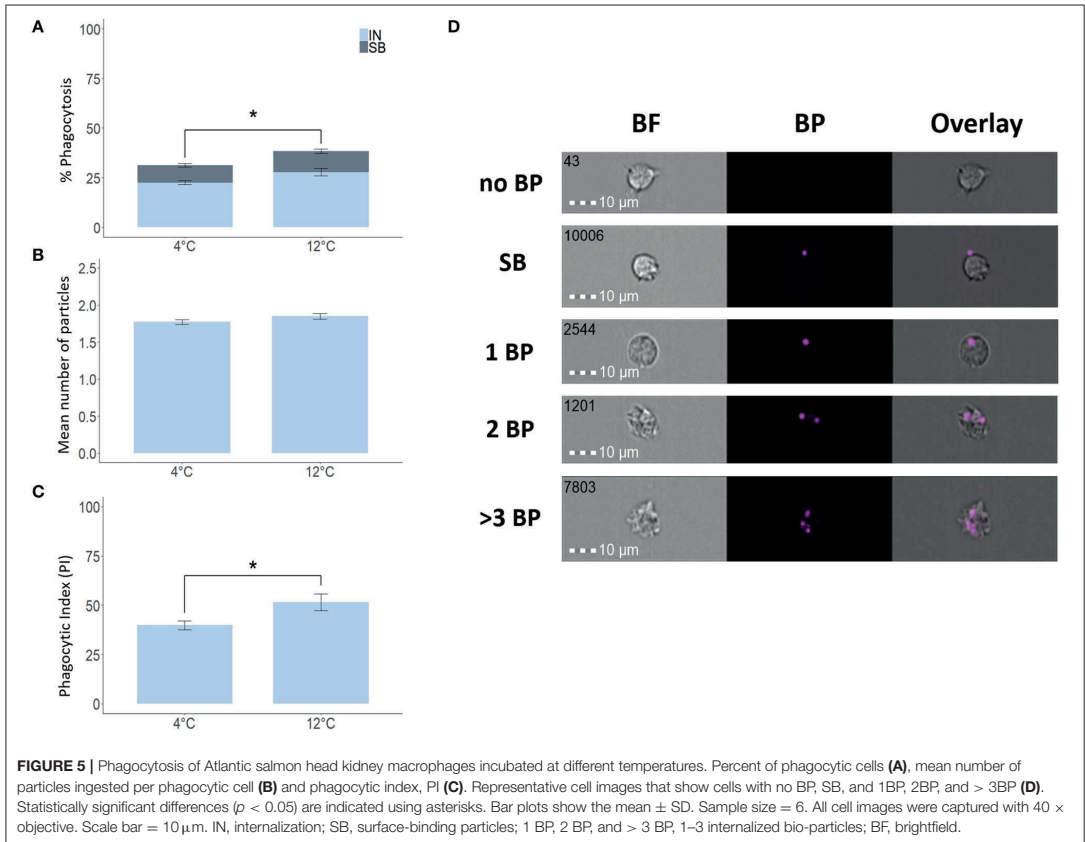 A
% Phagocytosis
100
75
50
25
0
IN
SB
*
4°C
12°C
B
Mean number of particles
2.5
2.0
1.5
1.0
0.5
0.0
4°C
12°C
C
Phagocytic Index (PI)
100
75
50
25
0
*
4°C
12°C
D
BF BP Overlay
no BP
43
10 μm
SB
10006
10 μm
1 BP
2544
10 μm
2 BP
1201
10 μm
>3 BP
7803
10 μm
FIGURE 5 | Phagocytosis of Atlantic salmon head kidney macrophages incubated at different temperatures. Percent of phagocytic cells (A), mean number of
particles ingested per phagocytic cell (B) and phagocytic index, PI (C). Representative cell images that show cells with no BP, SB, and 1BP, 2BP, and > 3BP (D).
Statistically significant differences (p < 0.05) are indicated using asterisks. Bar plots show the mean ± SD. Sample size = 6. All cell images were captured with 40 ×
objective. Scale bar = 10 μm. IN, internalization; SB, surface-binding particles; 1 BP, 2 BP, and > 3 BP, 1–3 internalized bio-particles; BF, brightfield.